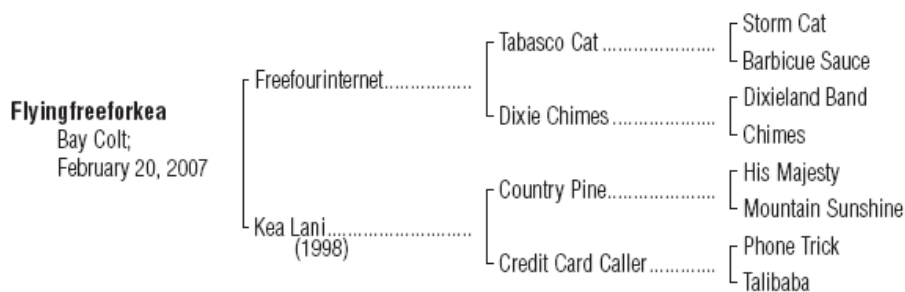 Flyingfreeforkea
Bay Colt;
February 20, 2007
Freefourinternet
Kea Lani
(1998)
Tabasco Cat
Dixie Chimes
Country Pine
Credit Card Caller
Storm Cat
Barbicue Sauce
Dixieland Band
Chimes
His Majesty
Mountain Sunshine
Phone Trick
Talibaba